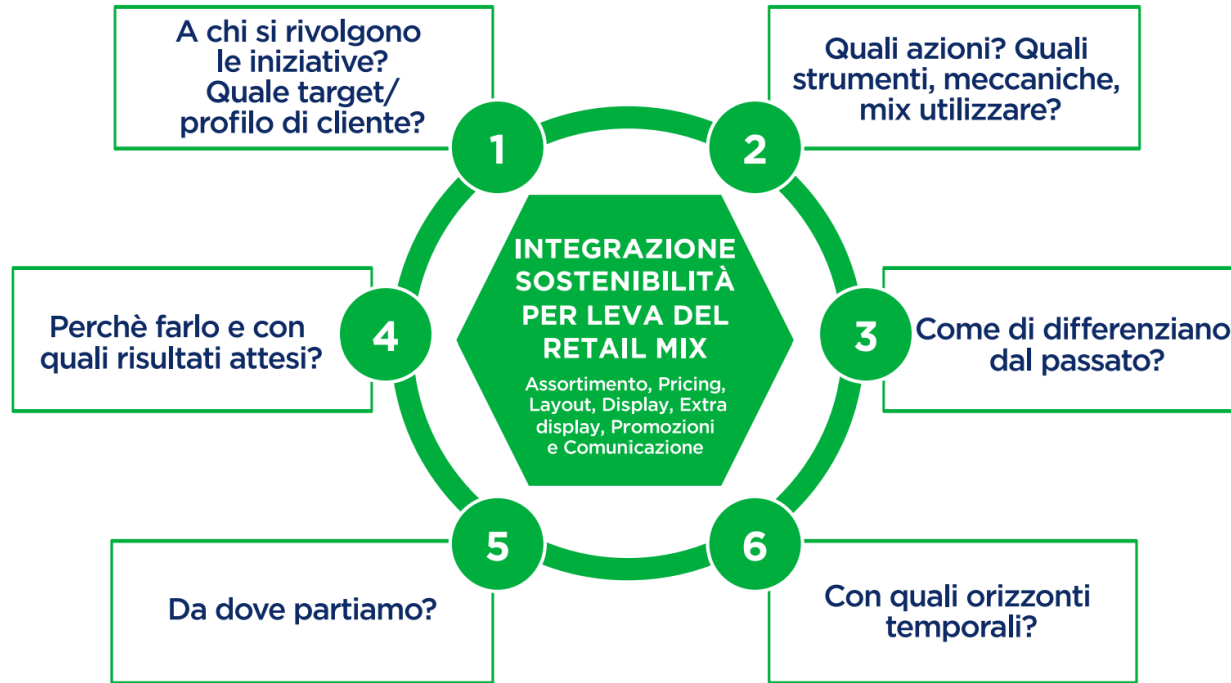 A chi si rivolgono
le iniziative?
Quale target/
profilo di cliente?
1
Quali azioni? Quali
strumenti, meccaniche,
mix utilizzare?
2
INTEGRAZIONE
SOSTENIBILITÀ
PER LEVA DEL
RETAIL MIX
Assortimento, Pricing,
Layout, Display, Extra
display, Promozioni
e Comunicazione
3
Come di differenziano
dal passato?
4
Perchè farlo e con
quali risultati attesi?
5
Da dove partiamo?
6
Con quali orizzonti
temporali?